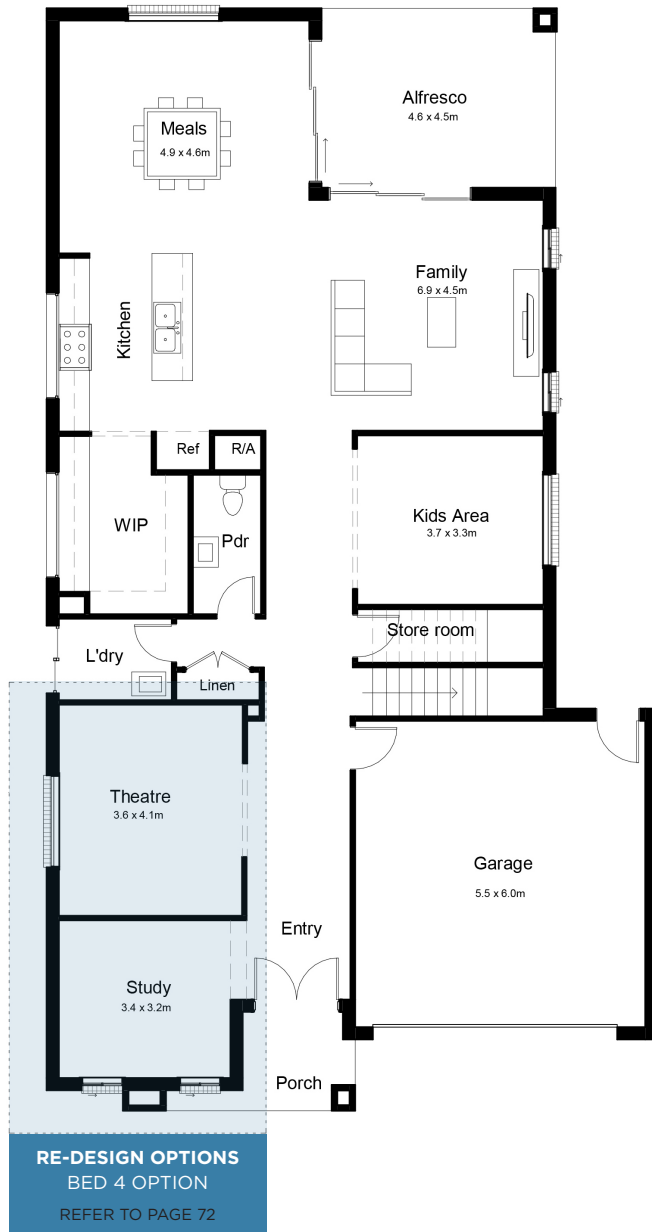 Alfresco
4.6 x 4.5m
Meals
4.9 x 4.6m
Family
6.9 x 4.5m
Kitchen
Ref
R/A
WIP
Pdr
Kids Area
3.7 x 3.3m
Store room
L'dry
Linen
Theatre
3.6 x 4.1m
Garage
5.5 x 6.0m
Entry
Study
3.4 x 3.2m
Porch
RE-DESIGN OPTIONS
BED 4 OPTION
REFER TO PAGE 72